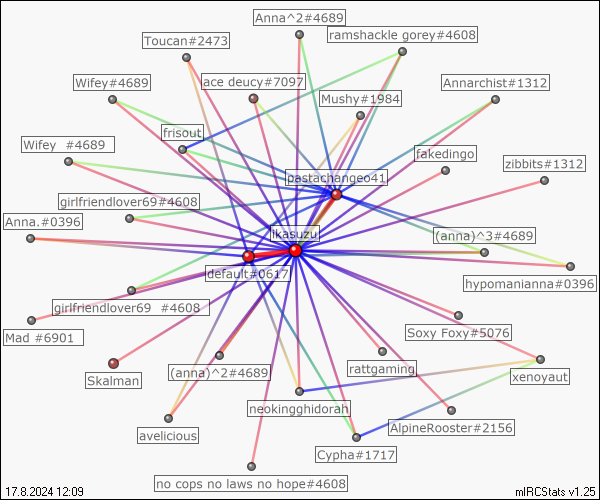 Anna^2#4689
ramshackle gorey#4608
Toucan#2473
Wifey#4689
ace deucy#7097
Annarchist#1312
Mushy#1984
frisout
Wifey  #4689
fakedingo
zibbits#1312
pastachangeo41
girlfriendlover69#4608
Anna.#0396
ikasuzu
(anna)^3#4689
default#0617
hypomanianna#0396
girlfriendlover69  #4608
Mad #6901
Soxy Foxy#5076
Skalman
(anna)^2#4689
rattgaming
xenoyaut
neokingghidorah
avelicious
AlpineRooster#2156
Cypha#1717
no cops no laws no hope#4608
17.8.2024 12:09
mIRCStats v1.25